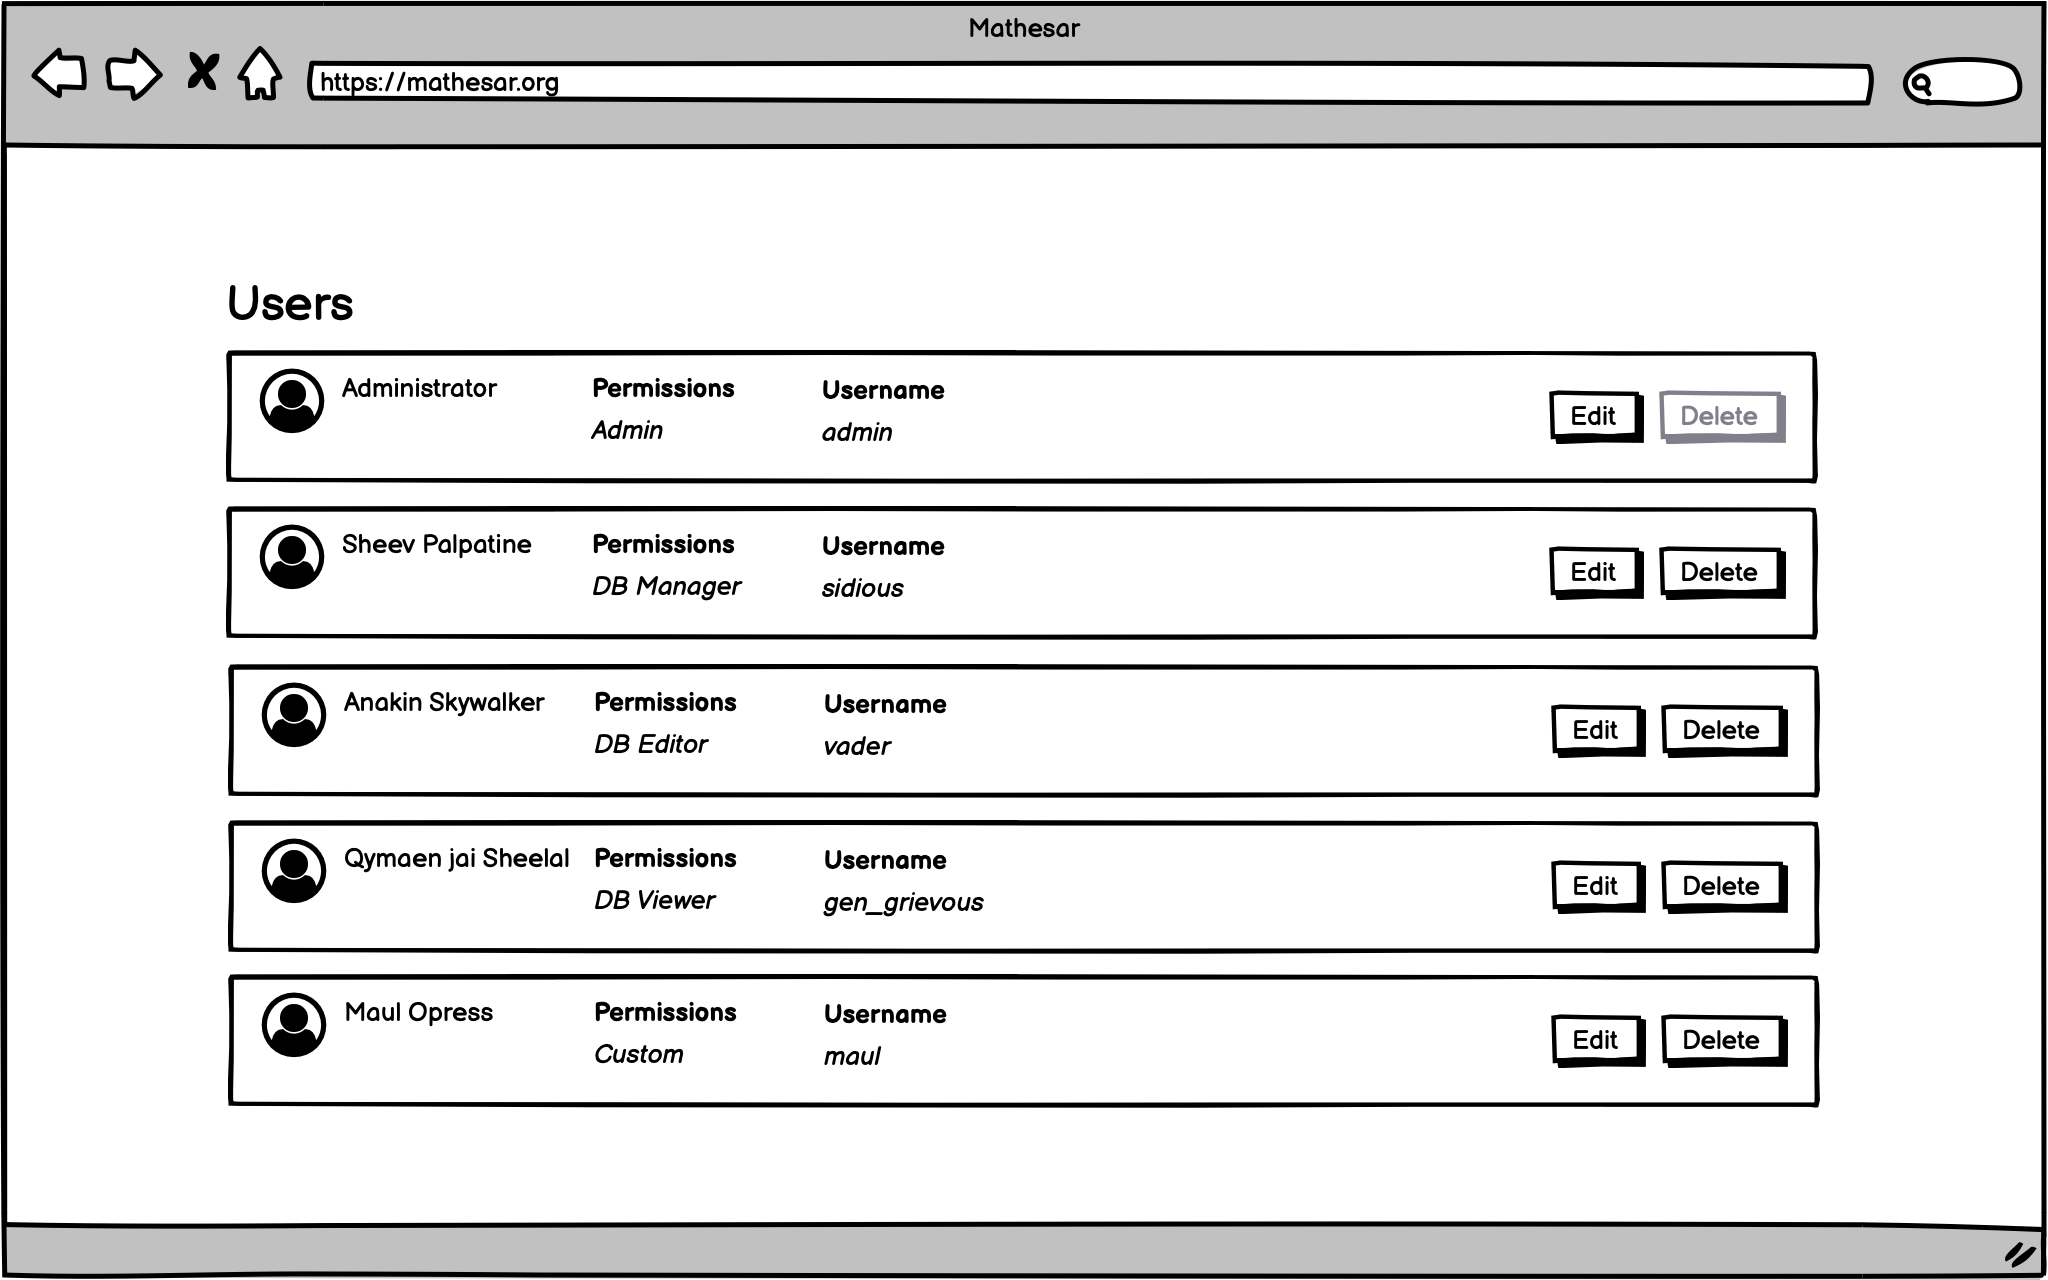 Mathesar
https://mathesar.org
Users
Administrator Permissions Username
Admin admin
Edit Delete
Sheev Palpatine Permissions Username
DB Manager sidious
Edit Delete
Anakin Skywalker Permissions Username
DB Editor vader
Edit Delete
Qymaen jai Sheelal Permissions Username
DB Viewer gen_grievous
Edit Delete
Maul Opress Permissions Username
Custom maul
Edit Delete